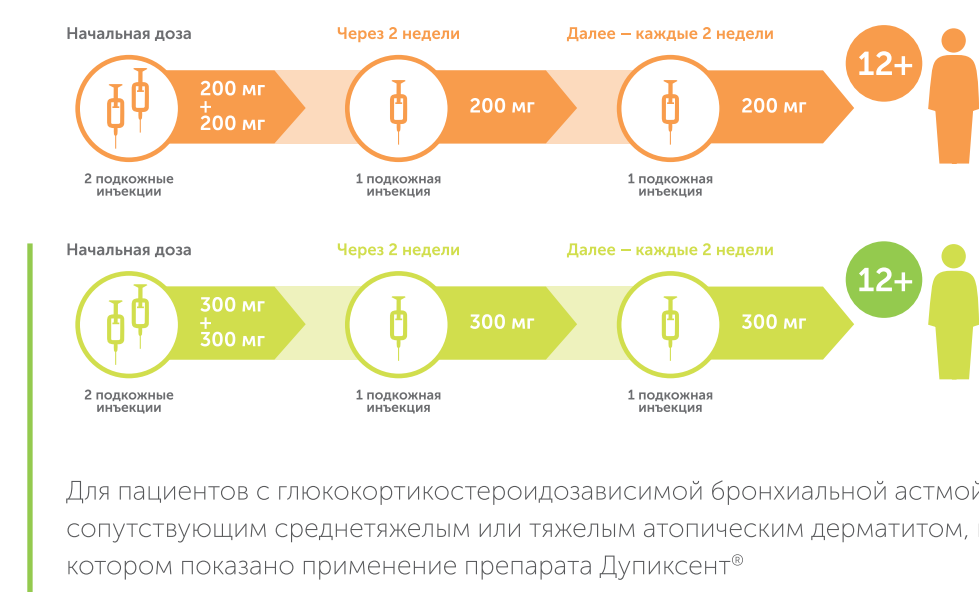 Начальная доза
Через 2 недели
Далее – каждые 2 недели
12+
200 мг
+
200 мг
200 мг
200 мг
2 подкожные
инъекции
1 подкожная
инъекция
1 подкожная
инъекция
Начальная доза
Через 2 недели
Далее – каждые 2 недели
12+
300 мг
+
300 мг
300 мг
300 мг
2 подкожные
инъекции
1 подкожная
инъекция
1 подкожная
инъекция
Для пациентов с глюкокортикостероидозависимой бронхиальной астмой
сопутствующим среднетяжелым или тяжелым атопическим дерматитом,
котором показано применение препарата Дупиксент®